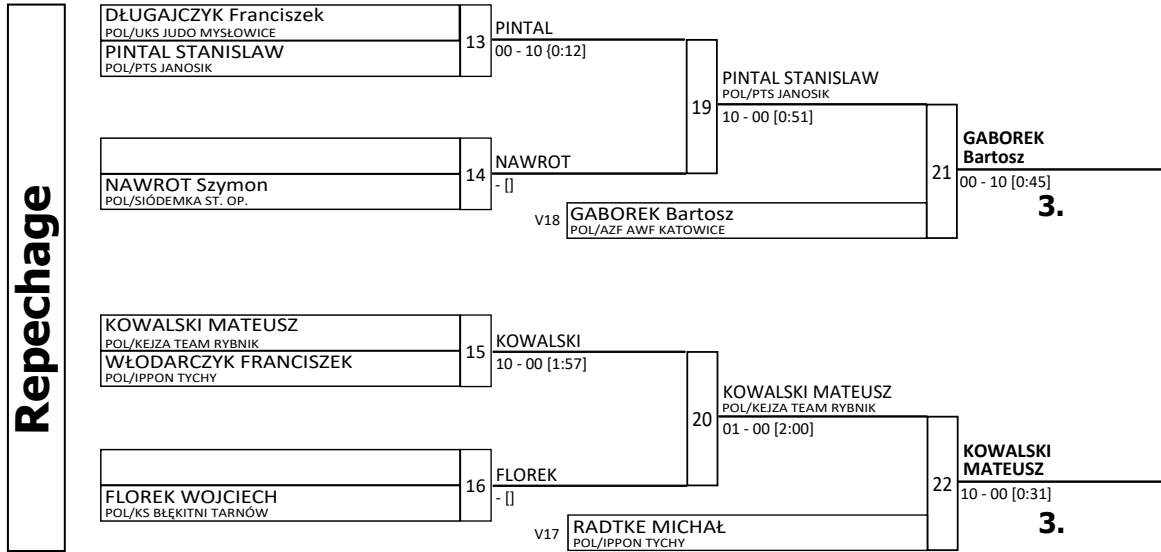 Repechage
DŁUGAJCZYK Franciszek
POL/UKS JUDO MYSŁOWICE
PINTAL STANISLAW
POL/PTS JANOSIK
13
PINTAL
00 - 10 {0:12]
NAWROT Szymon
POL/SIÓDEMKA ST. OP.
14
NAWROT
- []
19
PINTAL STANISLAW
POL/PTS JANOSIK
10 - 00 [0:51]
V18
GABOREK Bartosz
POL/AZF AWF KATOWICE
21
GABOREK
Bartosz
00 - 10 [0:45]
3.
KOWALSKI MATEUSZ
POL/KEJZA TEAM RYBNIK
WŁODARCZYK FRANCISZEK
POL/IPPON TYCHY
15
KOWALSKI
10 - 00 [1:57]
FLOREK WOJCIECH
POL/KS BŁĘKITNI TARNÓW
16
FLOREK
- []
20
KOWALSKI MATEUSZ
POL/KEJZA TEAM RYBNIK
01 - 00 [2:00]
V17
RADTKE MICHAŁ
POL/IPPON TYCHY
22
KOWALSKI
MATEUSZ
10 - 00 [0:31]
3.